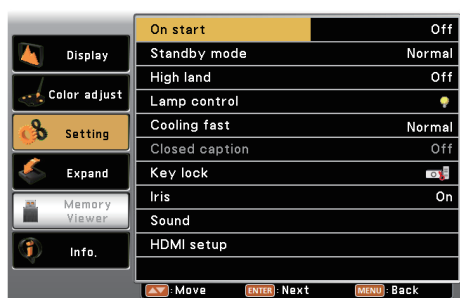 Display
Color adjust
Setting
Expand
Memory
Viewer
Info.
On start Off
Standby mode Normal
High land Off
Lamp control
Cooling fast Normal
Closed caption Off
Key lock
Iris On
Sound
HDMI setup
:Move ENTER :Next MENU :Back